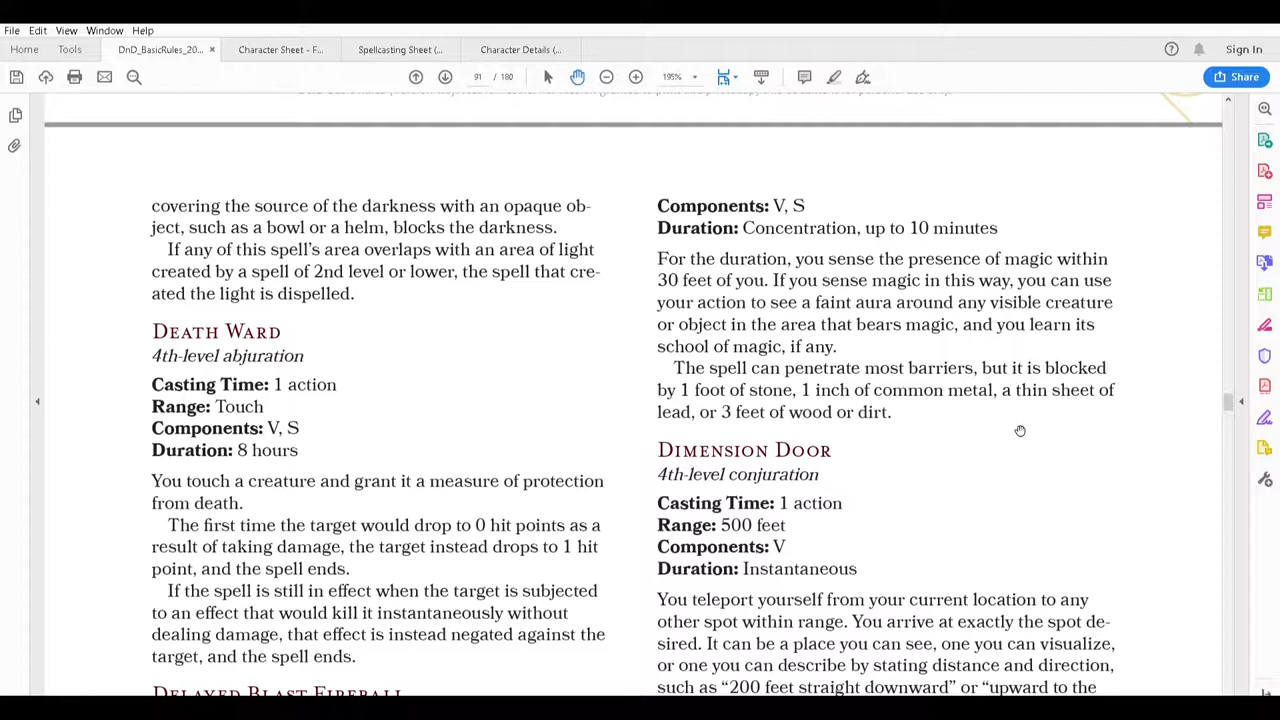 File Edit View Window Help
Home Tools DnD_BasicRules_20... × Character Sheet - F... Spellcasting Sheet (... Character Details (... Sign In
91 / 180 195% Share
covering the source of the darkness with an opaque ob-
ject, such as a bowl or a helm, blocks the darkness.
If any of this spell's area overlaps with an area of light
created by a spell of 2nd level or lower, the spell that cre-
ated the light is dispelled.
DEATH WARD
4th-level abjuration
Casting Time: 1 action
Range: Touch
Components: V, S
Duration: 8 hours
You touch a creature and grant it a measure of protection
from death.
The first time the target would drop to 0 hit points as a
result of taking damage, the target instead drops to 1 hit
point, and the spell ends.
If the spell is still in effect when the target is subjected
to an effect that would kill it instantaneously without
dealing damage, that effect is instead negated against the
target, and the spell ends.
DELAYED BLAST FIREBALL
Components: V, S
Duration: Concentration, up to 10 minutes
For the duration, you sense the presence of magic within
30 feet of you. If you sense magic in this way, you can use
your action to see a faint aura around any visible creature
or object in the area that bears magic, and you learn its
school of magic, if any.
The spell can penetrate most barriers, but it is blocked
by 1 foot of stone, 1 inch of common metal, a thin sheet of
lead, or 3 feet of wood or dirt.
DIMENSION DOOR
4th-level conjuration
Casting Time: 1 action
Range: 500 feet
Components: V
Duration: Instantaneous
You teleport yourself from your current location to any
other spot within range. You arrive at exactly the spot de-
sired. It can be a place you can see, one you can visualize,
or one you can describe by stating distance and direction,
such as “200 feet straight downward” or “upward to the